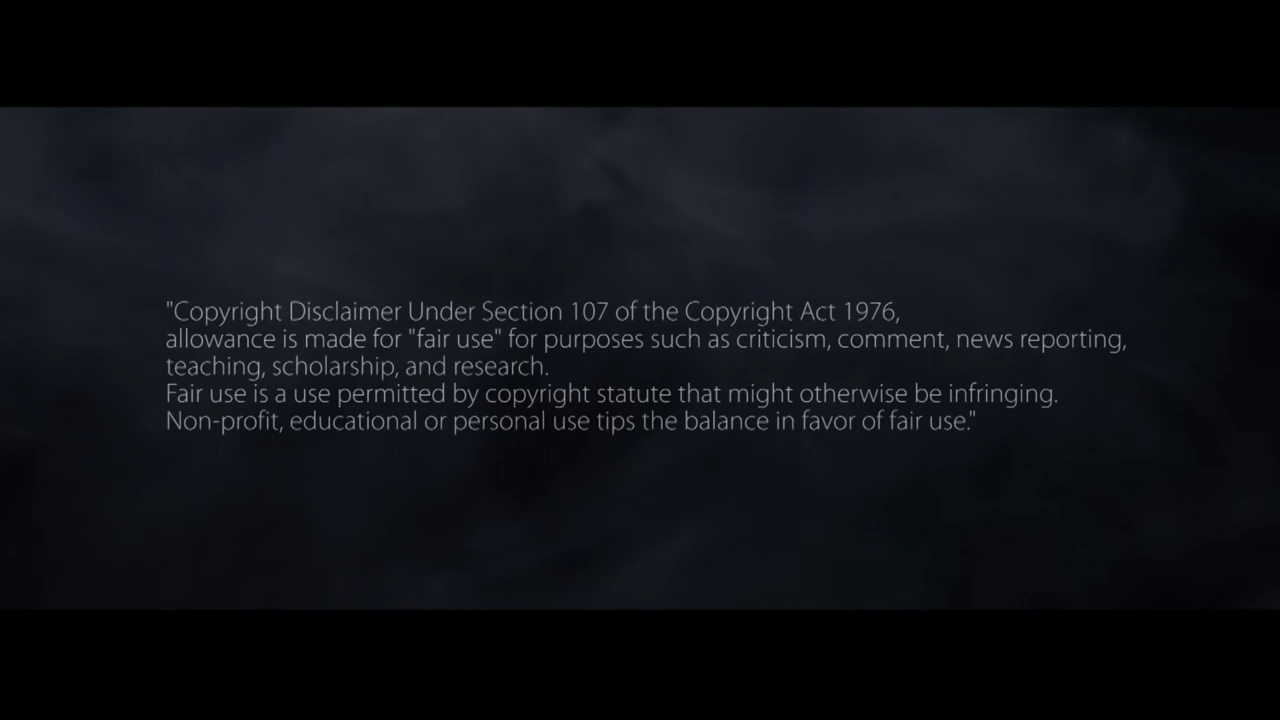 "Copyright Disclaimer Under Section 107 of the Copyright Act 1976,
allowance is made for "fair use" for purposes such as criticism, comment, news reporting,
teaching, scholarship, and research.
Fair use is a use permitted by copyright statute that might otherwise be infringing.
Non-profit, educational or personal use tips the balance in favor of fair use."